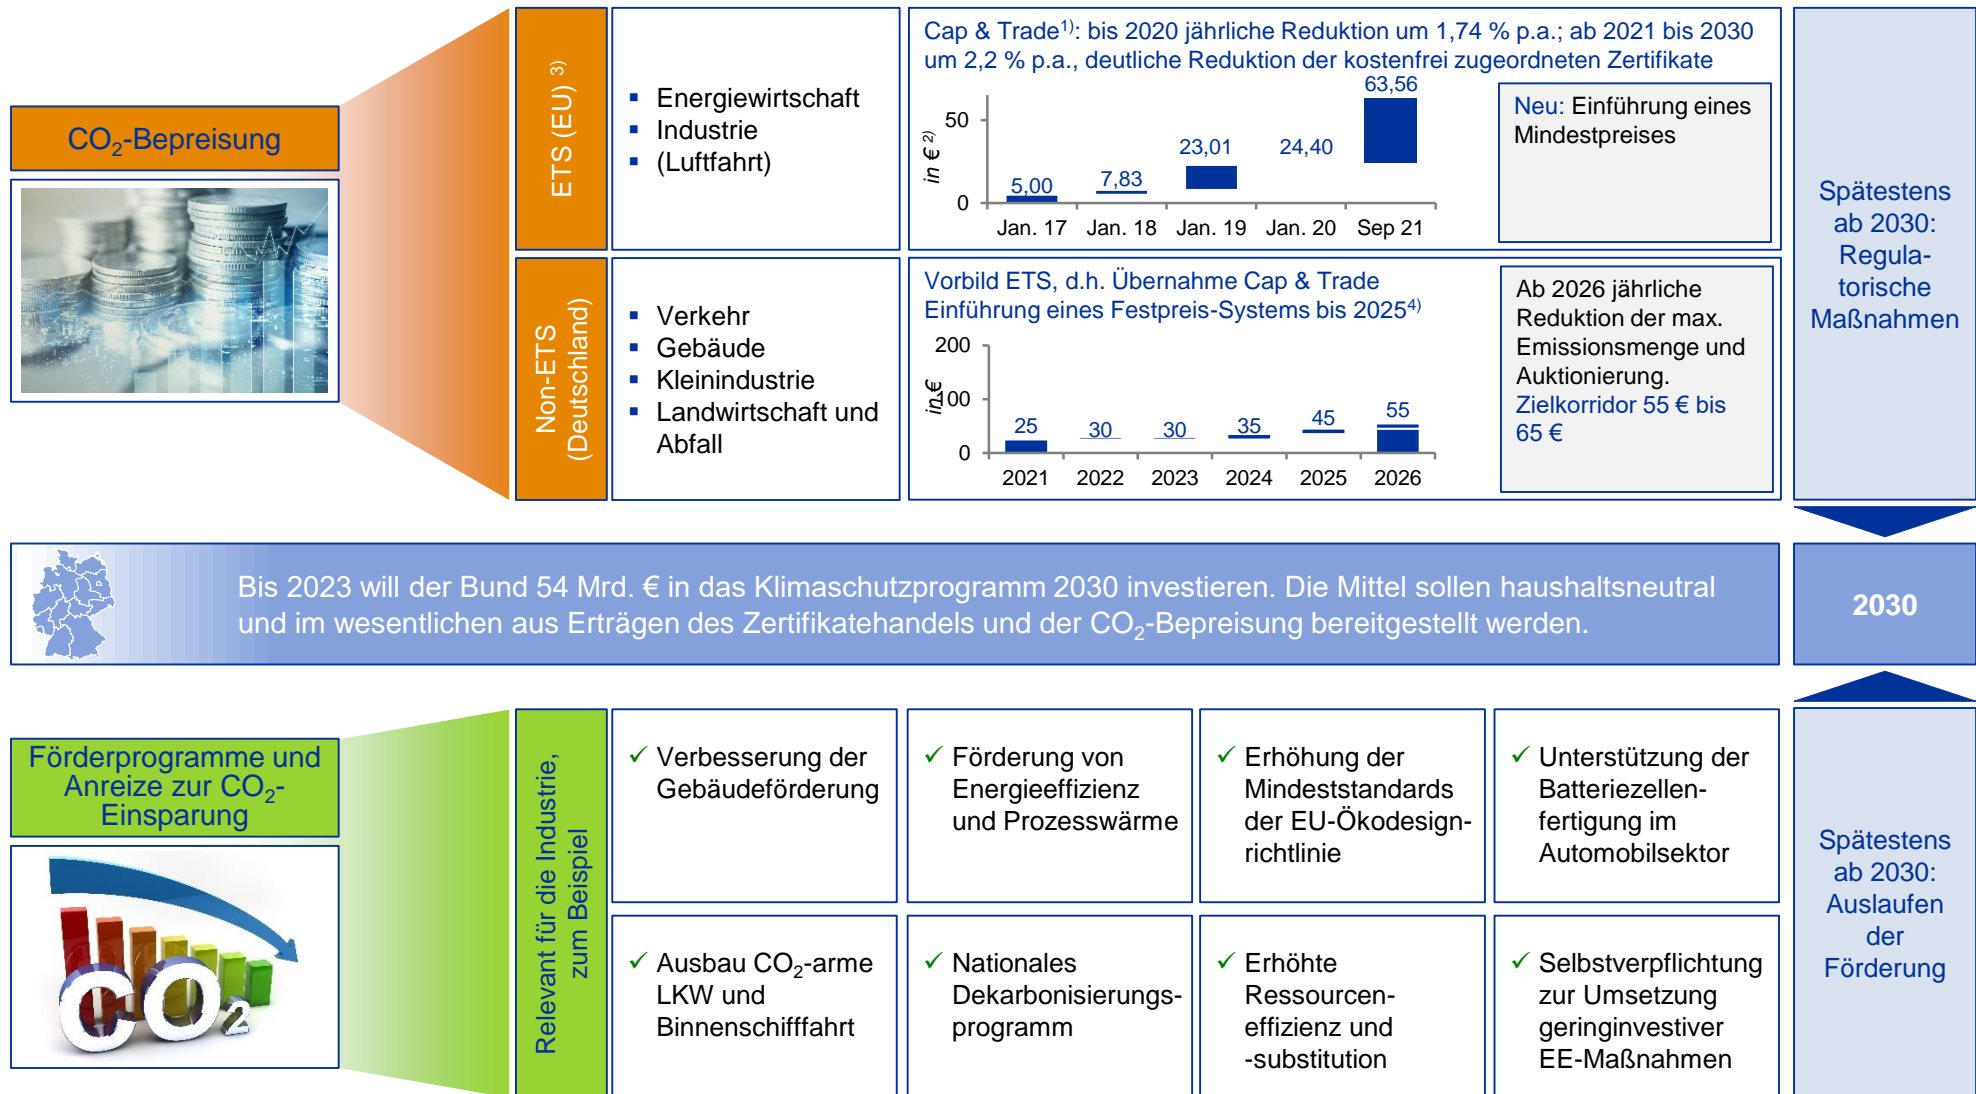 CO₂-Bepreisung
ETS (EU) ³⁾
▪ Energiewirtschaft
▪ Industrie
▪ (Luftfahrt)
Cap & Trade¹⁾: bis 2020 jährliche Reduktion um 1,74 % p.a.; ab 2021 bis 2030
um 2,2 % p.a., deutliche Reduktion der kostenfrei zugeordneten Zertifikate
in € ²⁾
50
0
5,00
7,83
23,01
24,40
63,56
Jan. 17
Jan. 18
Jan. 19
Jan. 20
Sep 21
Neu: Einführung eines
Mindestpreises
Non-ETS
(Deutschland)
▪ Verkehr
▪ Gebäude
▪ Kleinindustrie
▪ Landwirtschaft und
Abfall
Vorbild ETS, d.h. Übernahme Cap & Trade
Einführung eines Festpreis-Systems bis 2025⁴⁾
in €
200
100
0
25
30
30
35
45
55
2021
2022
2023
2024
2025
2026
Ab 2026 jährliche
Reduktion der max.
Emissionsmenge und
Auktionierung.
Zielkorridor 55 € bis
65 €
Spätestens
ab 2030:
Regula-
torische
Maßnahmen
Bis 2023 will der Bund 54 Mrd. € in das Klimaschutzprogramm 2030 investieren. Die Mittel sollen haushaltsneutral
und im wesentlichen aus Erträgen des Zertifikatehandels und der CO₂-Bepreisung bereitgestellt werden.
2030
Förderprogramme und
Anreize zur CO₂-
Einsparung
CO₂
Relevant für die Industrie,
zum Beispiel
✓ Verbesserung der
Gebäudeförderung
✓ Förderung von
Energieeffizienz
und Prozesswärme
✓ Erhöhung der
Mindeststandards
der EU-Ökodesign-
richtlinie
✓ Unterstützung der
Batteriezellen-
fertigung im
Automobilsektor
✓ Ausbau CO₂-arme
LKW und
Binnenschifffahrt
✓ Nationales
Dekarbonisierungs-
programm
✓ Erhöhte
Ressourcen-
effizienz und
-substitution
✓ Selbstverpflichtung
zur Umsetzung
geringinvestiver
EE-Maßnahmen
Spätestens
ab 2030:
Auslaufen
der
Förderung